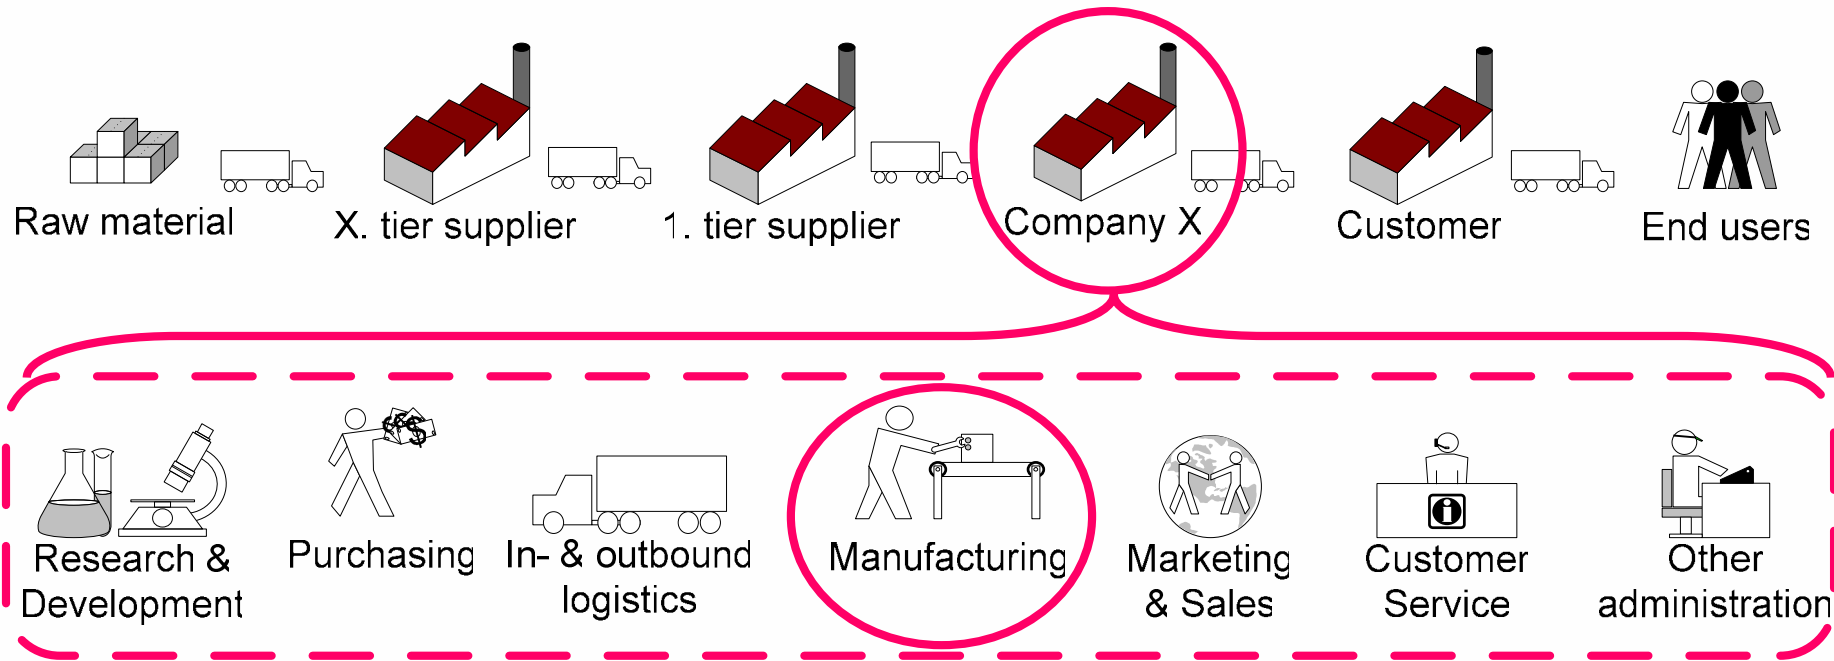 Raw material
X. tier supplier
1. tier supplier
Company X
Customer
End users
$$$
Research &
Development
Purchasing
In- & outbound
logistics
Manufacturing
Marketing
& Sales
i
Customer
Service
Other
administration